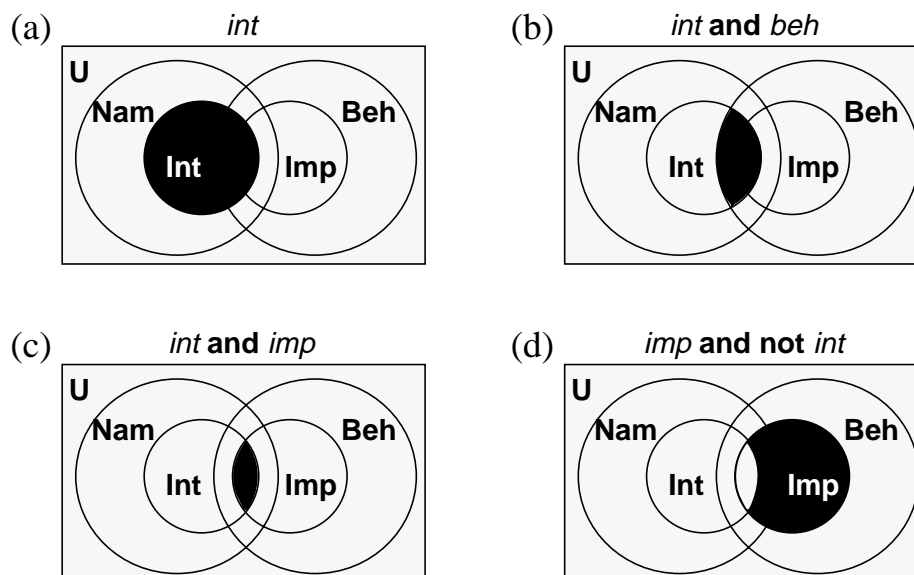 (a) int
U
Nam Beh
Int Imp
(b) int and beh
U
Nam Beh
Int Imp
(c) int and imp
U
Nam Beh
Int Imp
(d) imp and not int
U
Nam Beh
Int Imp